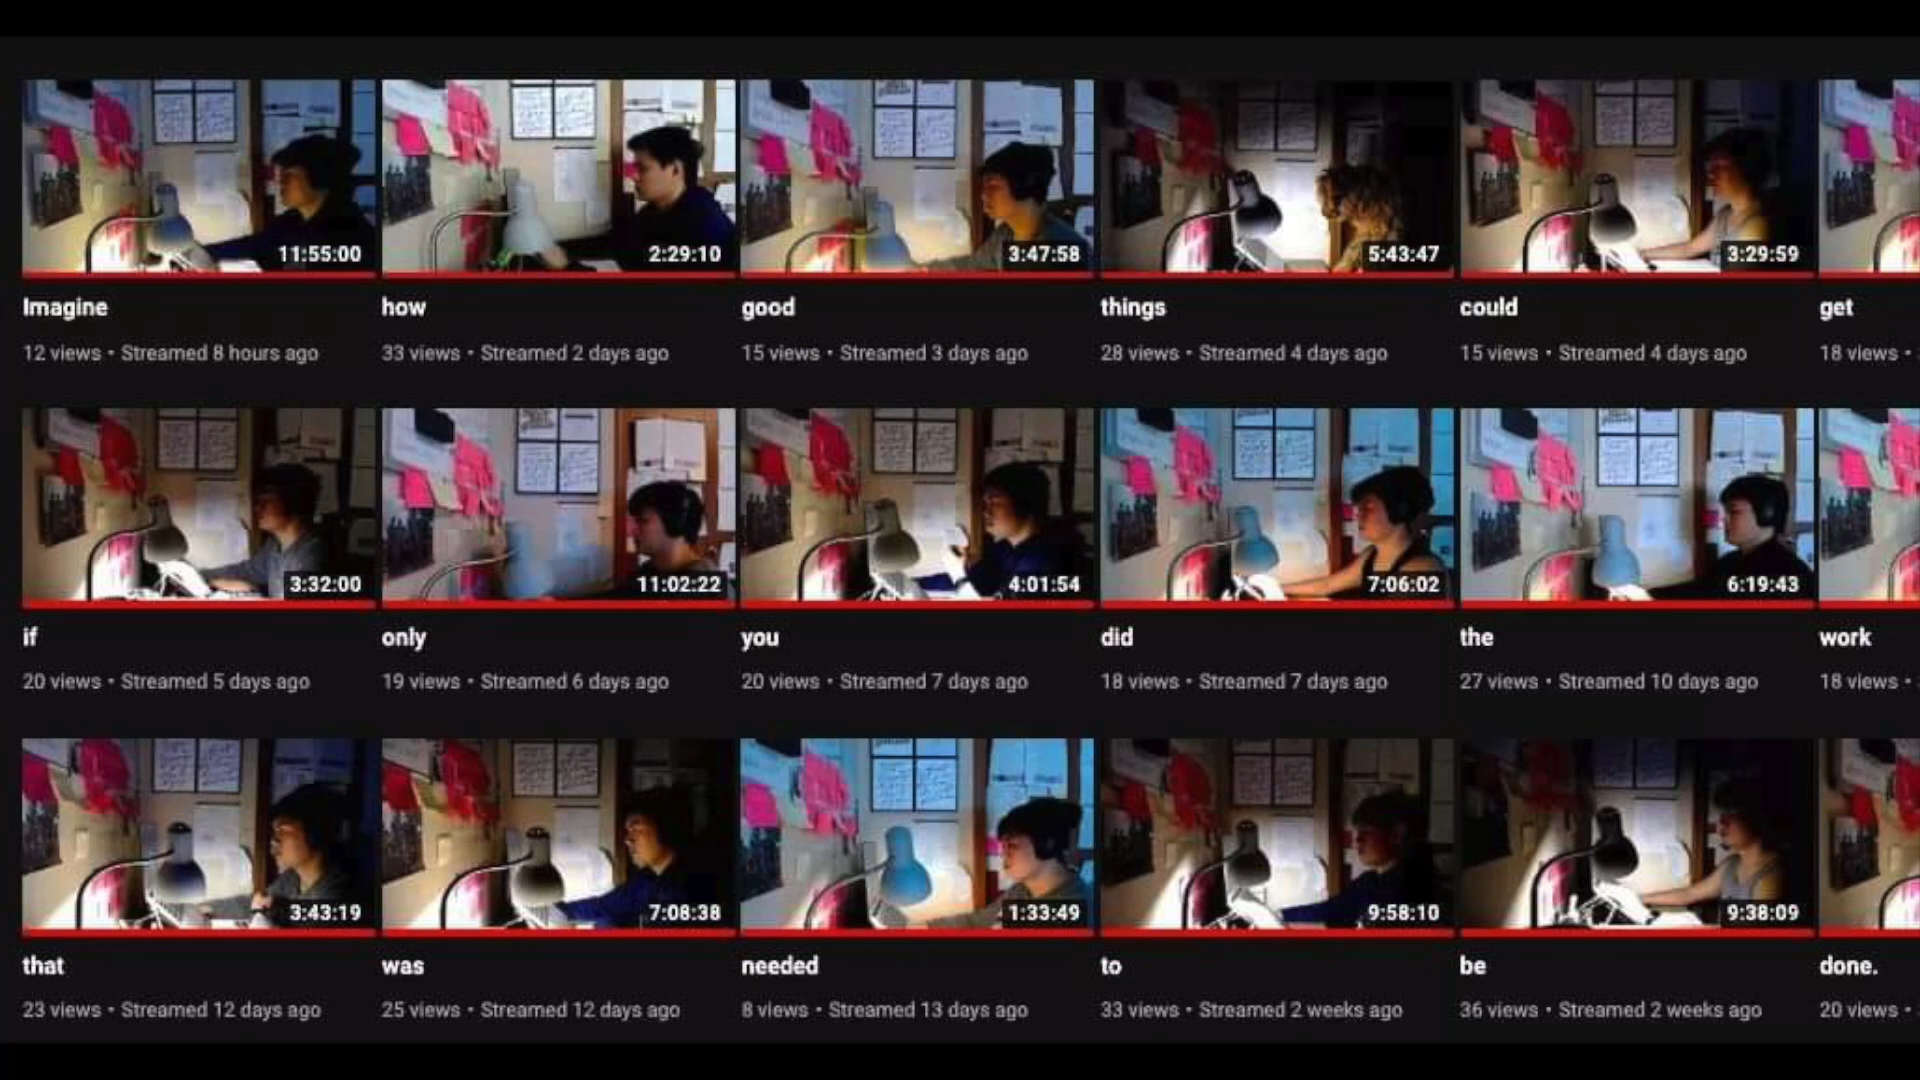 11:55:00 2:29:10 3:47:58 5:43:47 3:29:59
Imagine how good things could get
12 views • Streamed 8 hours ago 33 views • Streamed 2 days ago 15 views • Streamed 3 days ago 28 views • Streamed 4 days ago 15 views • Streamed 4 days ago 18 views •
3:32:00 11:02:22 4:01:54 7:06:02 6:19:43
if only you did the work
20 views • Streamed 5 days ago 19 views • Streamed 6 days ago 20 views • Streamed 7 days ago 18 views • Streamed 7 days ago 27 views • Streamed 10 days ago 18 views •
3:43:19 7:08:38 1:33:49 9:58:10 9:38:09
that was needed to be done.
23 views • Streamed 12 days ago 25 views • Streamed 12 days ago 8 views • Streamed 13 days ago 33 views • Streamed 2 weeks ago 36 views • Streamed 2 weeks ago 20 views •